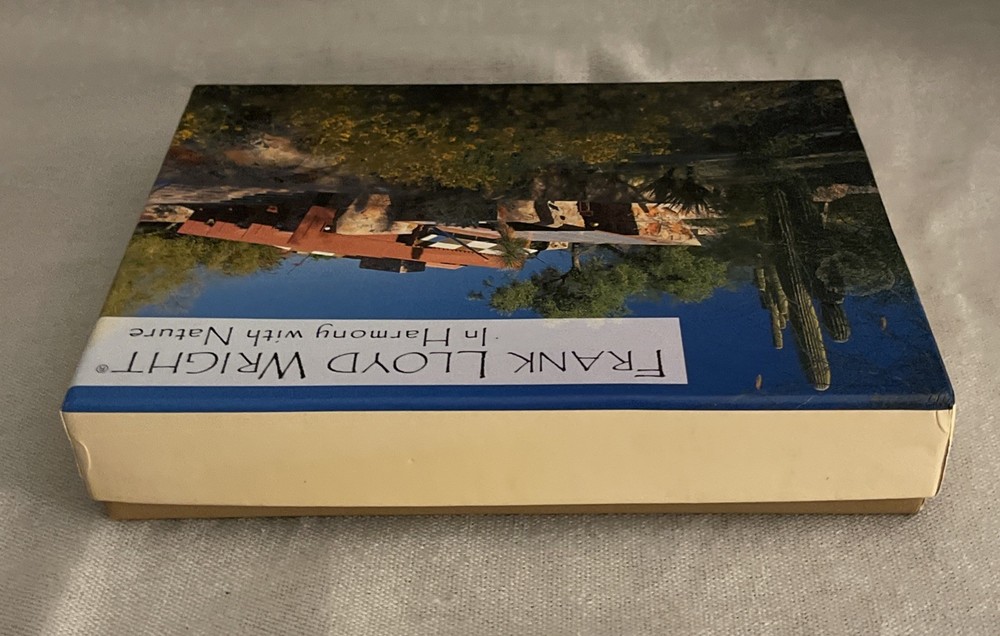 FRANK LLOYD WRIGHT®
In Harmony with Nature